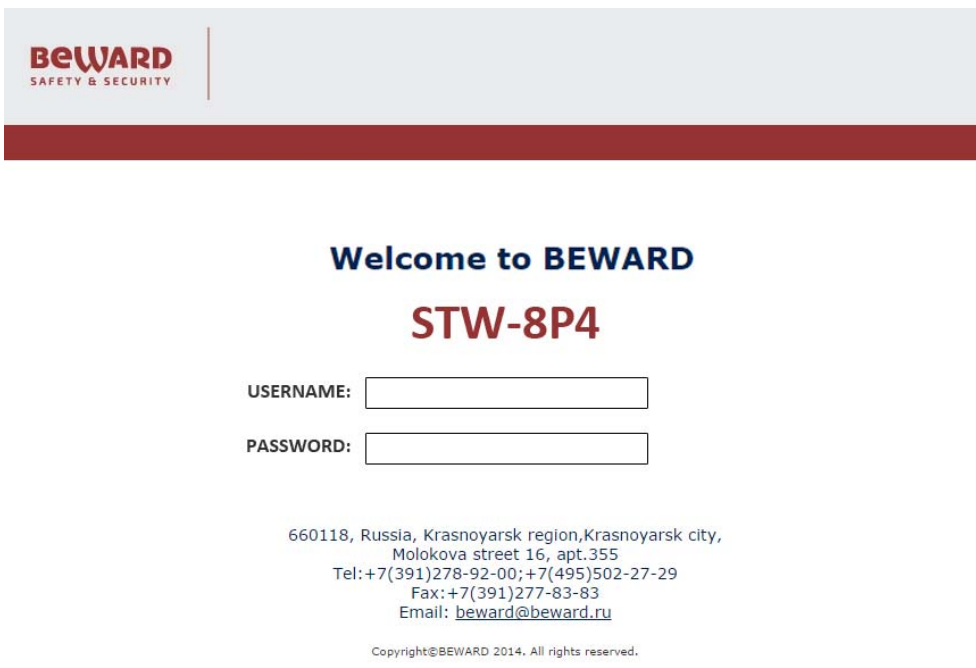 BEWARD
SAFETY & SECURITY
Welcome to BEWARD
STW-8P4
USERNAME:
PASSWORD:
660118, Russia, Krasnoyarsk region,Krasnoyarsk city,
Molokova street 16, apt.355
Tel:+7(391)278-92-00;+7(495)502-27-29
Fax:+7(391)277-83-83
Email: beward@beward.ru
Copyright©BEWARD 2014. All rights reserved.